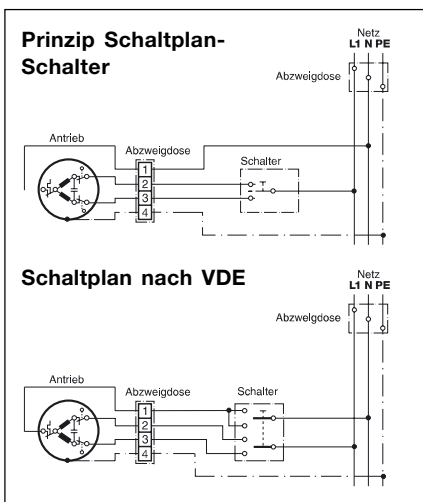 Prinzip Schaltplan-
Schalter
Netz
L1 N PE
Abzweigdose
Antrieb
Abzweigdose
Schalter
1
2
3
4
Schaltplan nach VDE
Netz
L1 N PE
Abzweigdose
Antrieb
Abzweigdose
Schalter
1
2
3
4